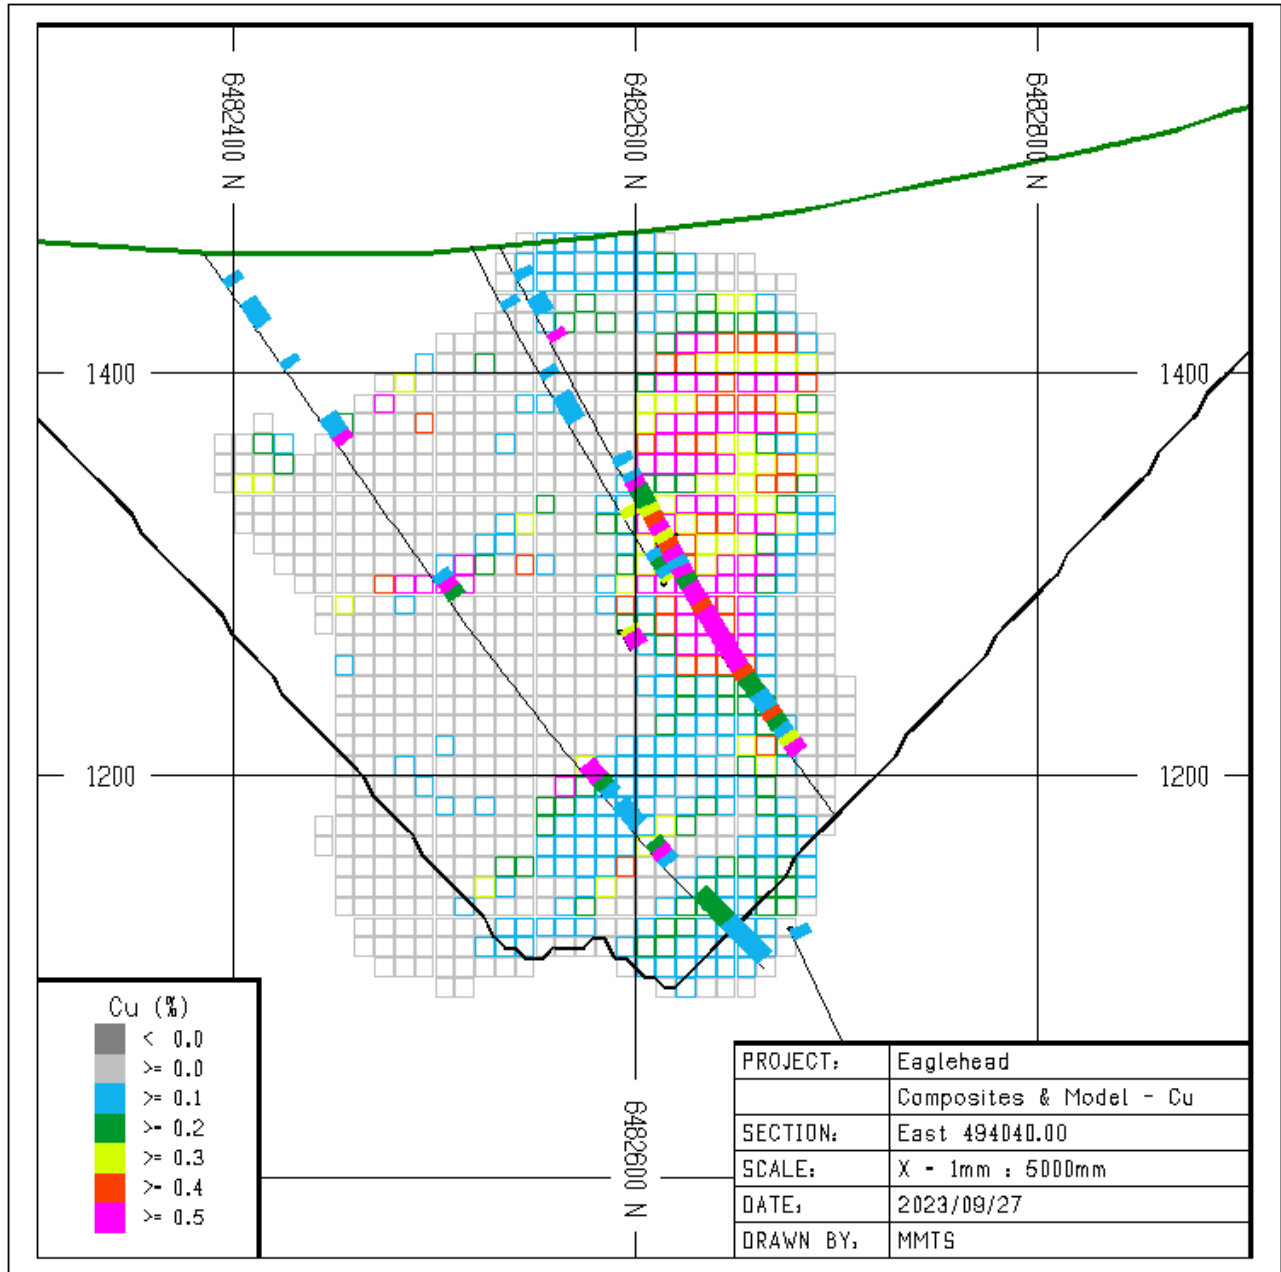 6482400 N
6482600 N
6482800 N
1400
1400
1200
1200
6482600 N
Cu (%)
< 0.0
>= 0.0
>= 0.1
>= 0.2
>= 0.3
>= 0.4
>= 0.5
PROJECT: Eaglehead
Composites & Model - Cu
SECTION: East 494040.00
SCALE: X - 1mm : 5000mm
DATE: 2023/09/27
DRAWN BY: MMTS